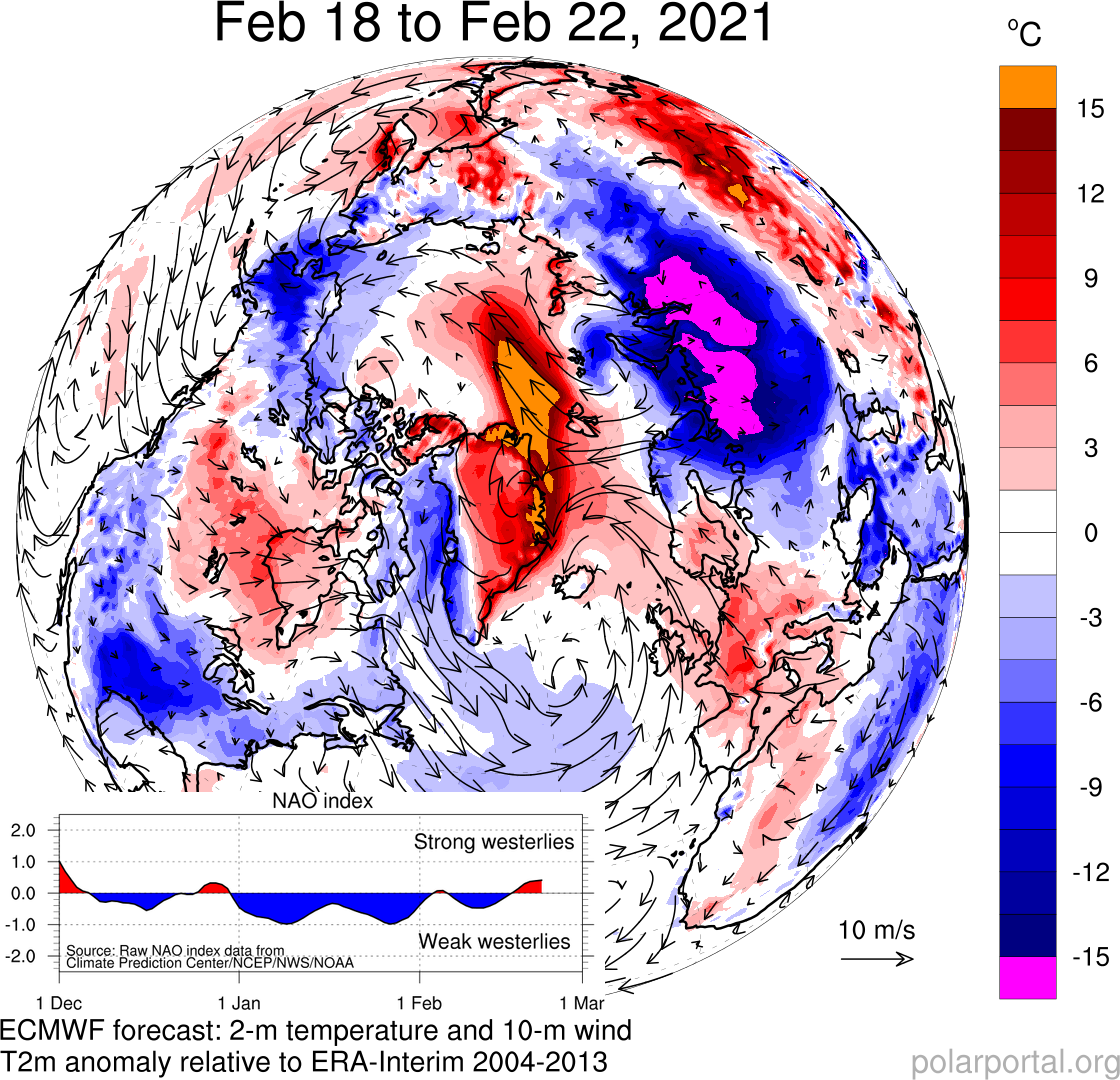 Feb 18 to Feb 22, 2021
oC
15
12
9
6
3
0
-3
-6
-9
-12
-15
10 m/s
NAO index
2.0
1.0
0.0
-1.0
-2.0
Strong westerlies
Weak westerlies
Source: Raw NAO index data from
Climate Prediction Center/NCEP/NWS/NOAA
1 Dec 1 Jan 1 Feb 1 Mar
ECMWF forecast: 2-m temperature and 10-m wind
T2m anomaly relative to ERA-Interim 2004-2013
polarportal.org